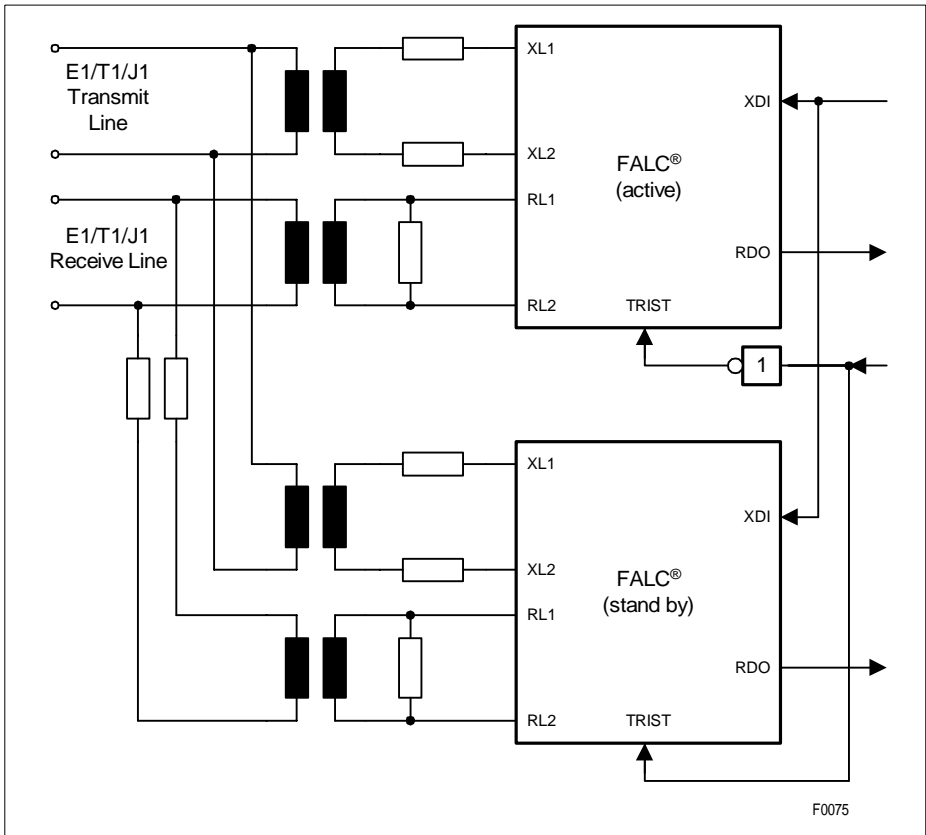 E1/T1/J1
Transmit
Line
E1/T1/J1
Receive Line
XL1
XL2
RL1
RL2
FALC®
(active)
XDI
RDO
TRIST
1
XL1
XL2
RL1
RL2
FALC®
(stand by)
XDI
RDO
TRIST
F0075